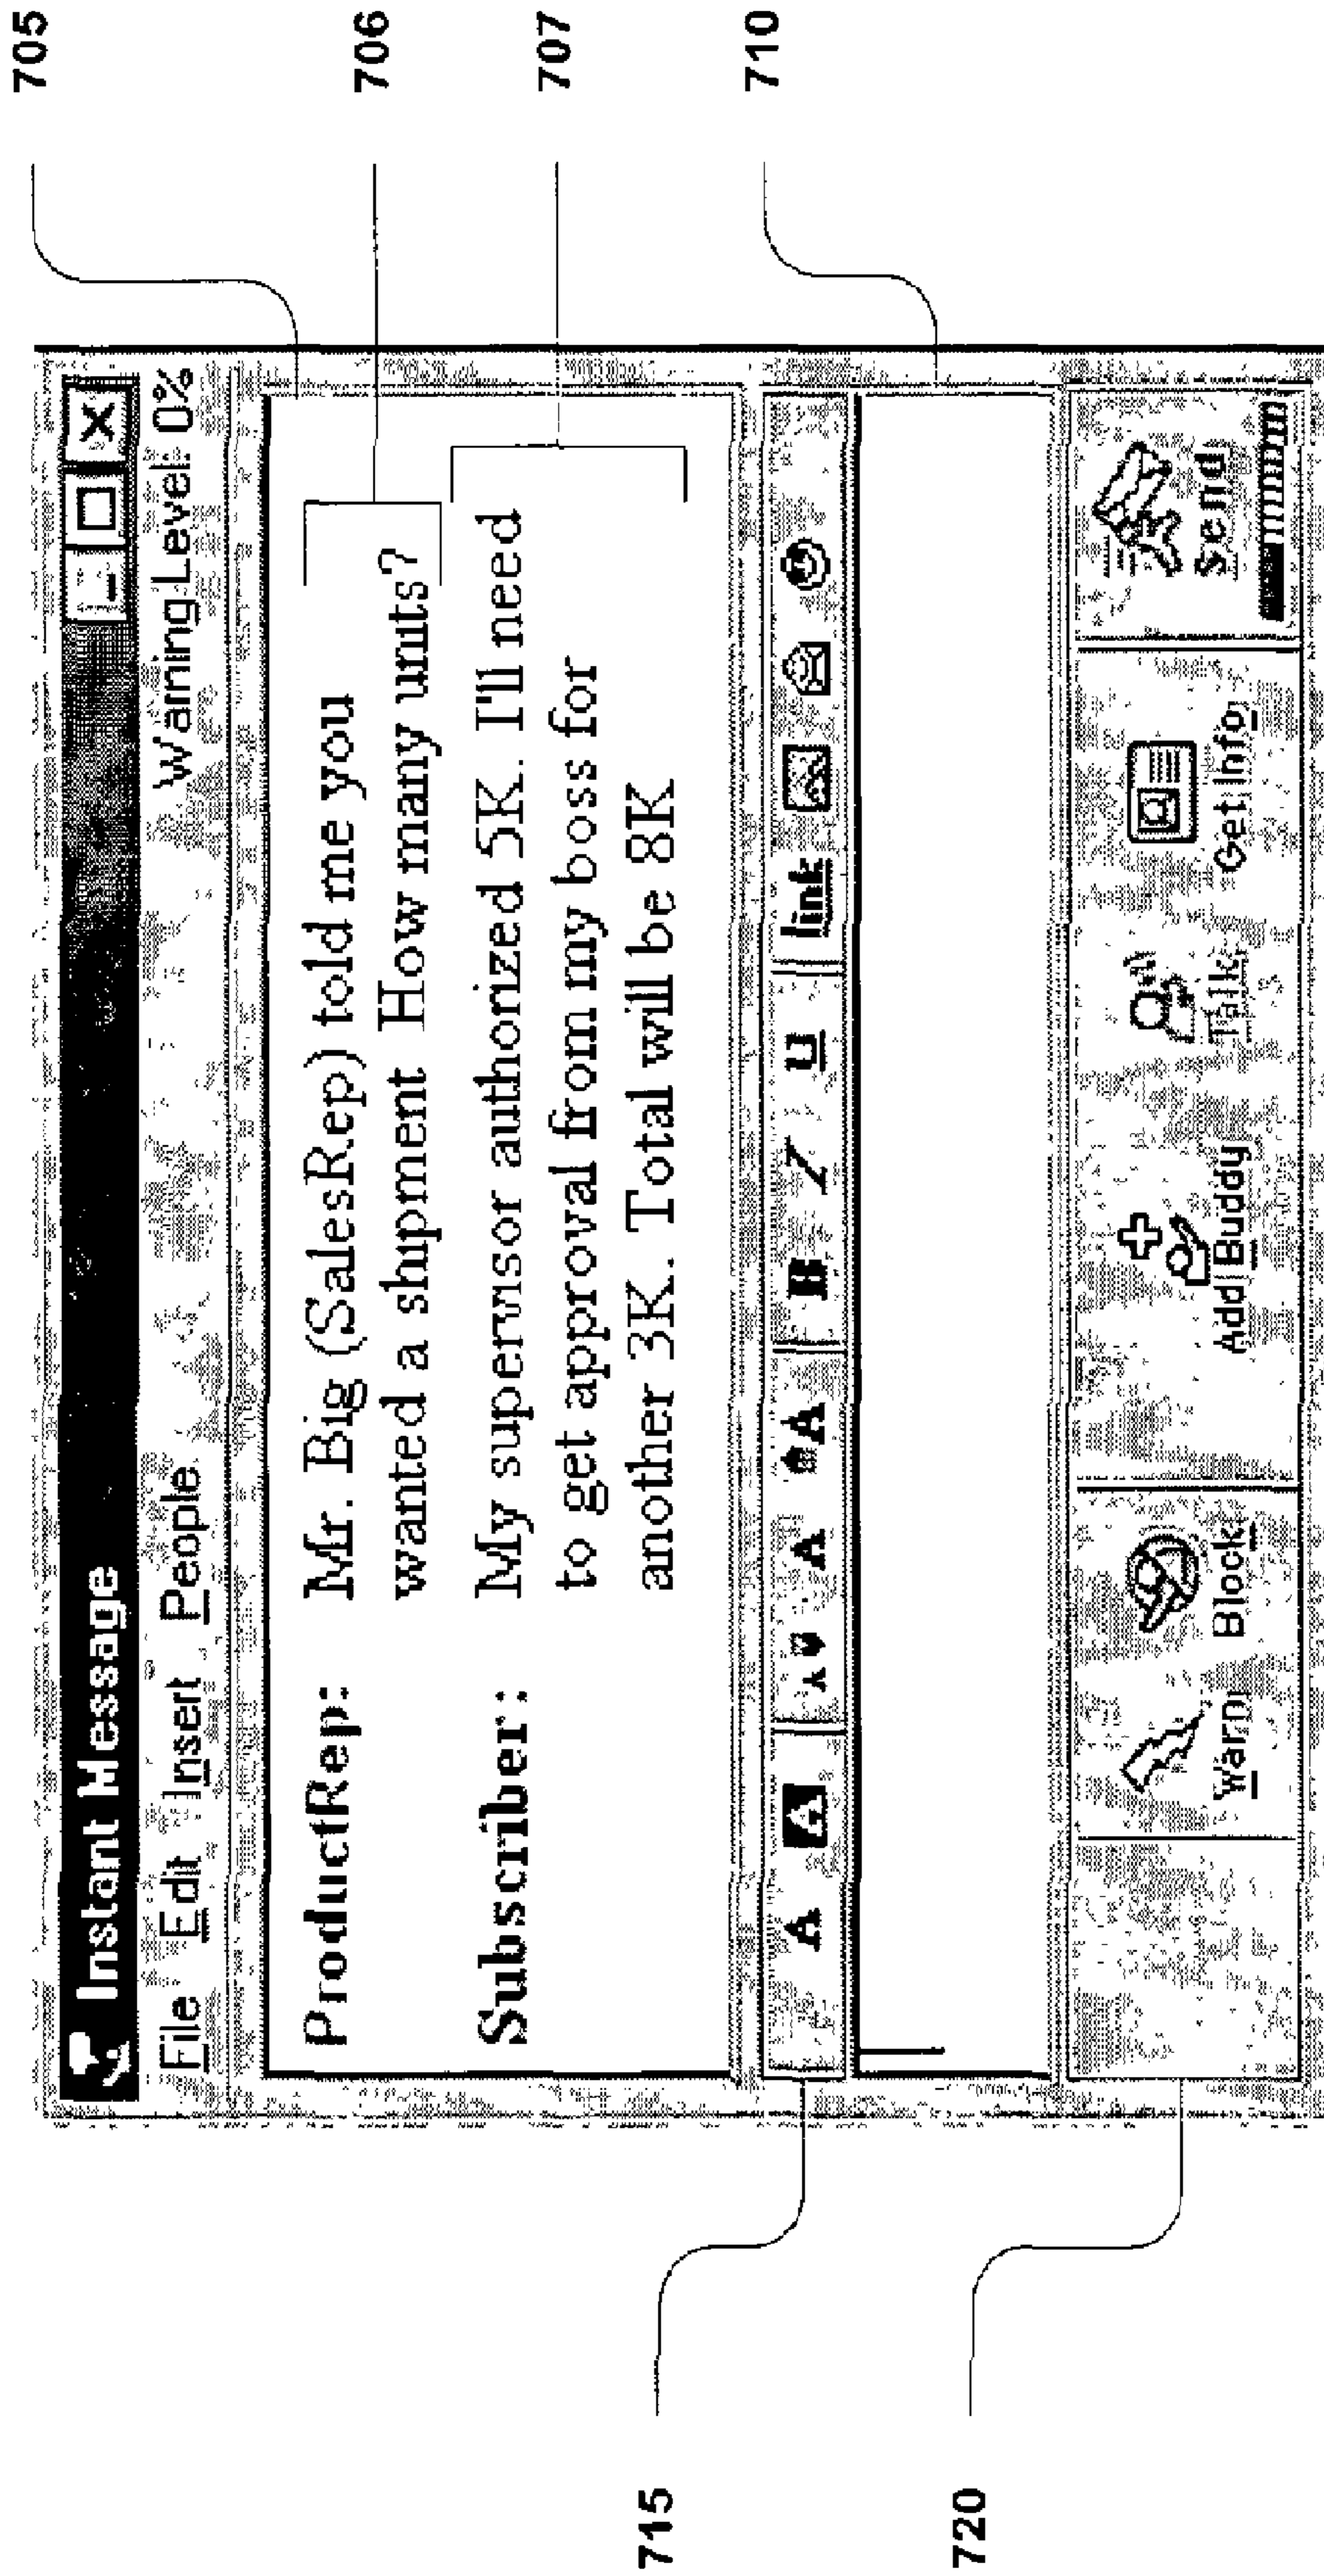 705
Instant Message
File Edit Insert People Warning Level: 0%
706
ProductRep: Mr. Big (SalesRep) told me you
wanted a shipment How many units?
707
Subscriber: My supervisor authorized 5K. I'll need
to get approval from my boss for
another 3K. Total will be 8K
715
A A A A A B I U link
710
720
Warn Block Add Buddy Talk Get Info Send